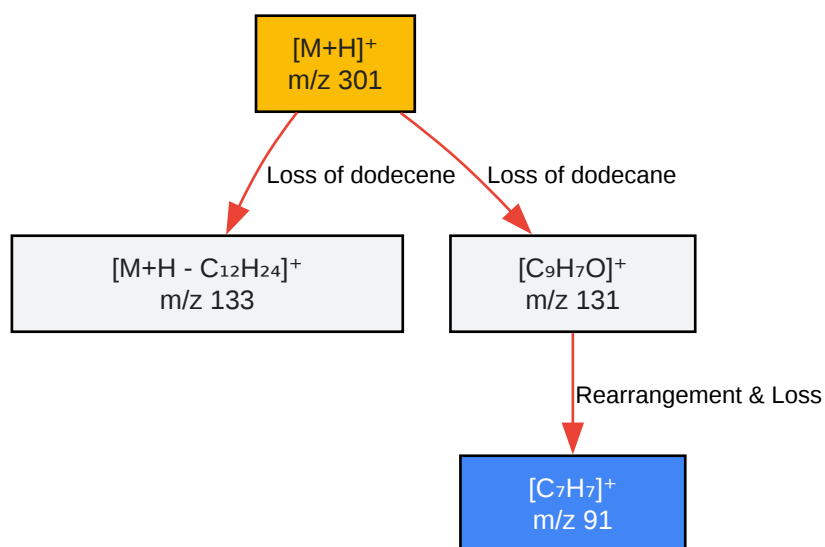 [M+H]⁺
m/z 301
Loss of dodecene
Loss of dodecane
[M+H - C₁₂H₂₄]⁺
m/z 133
[C₉H₇O]⁺
m/z 131
Rearrangement & Loss
[C₇H₇]⁺
m/z 91